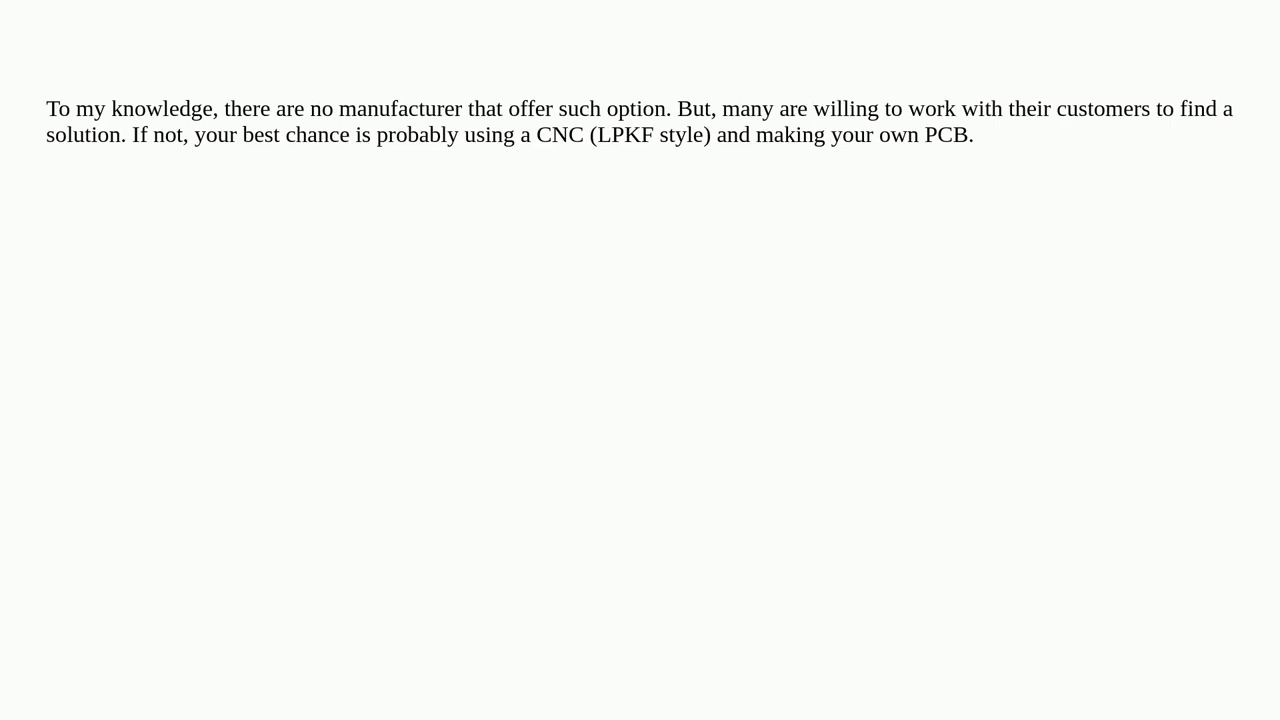 To my knowledge, there are no manufacturer that offer such option. But, many are willing to work with their customers to find a
solution. If not, your best chance is probably using a CNC (LPKF style) and making your own PCB.